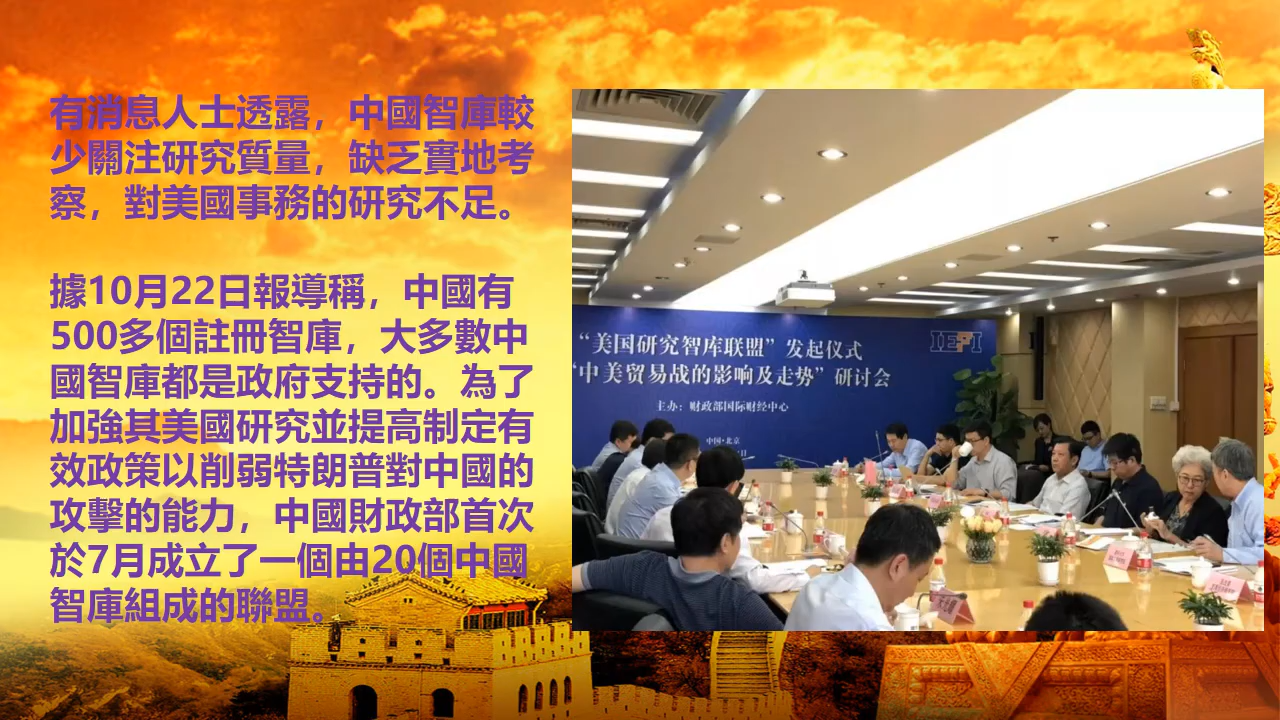 有消息人士透露，中國智庫較
少關注研究質量，缺乏實地考
察，對美國事務的研究不足。
據10月22日報導稱，中國有
500多個註冊智庫，大多數中
國智庫都是政府支持的。為了
加強其美國研究並提高制定有
效政策以削弱特朗普對中國的
攻擊的能力，中國財政部首次
於7月成立了一個由20個中國
智庫組成的聯盟。
“美国研究智库联盟”发起仪式
“中美贸易战的影响及走势”研讨会
主办：财政部国际财经中心
中国·北京
IEFI